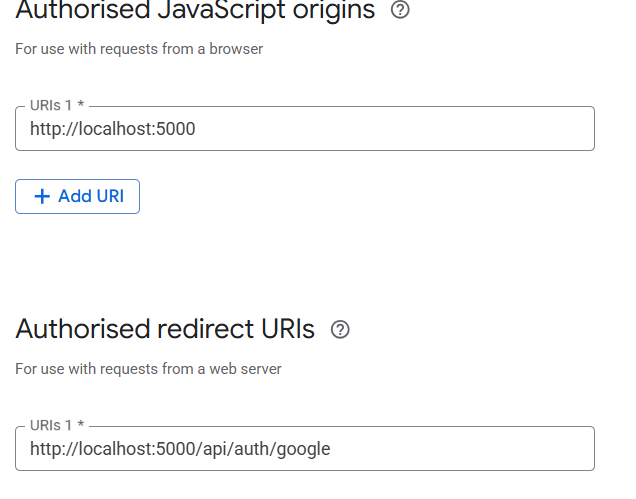 Authorised JavaScript origins
For use with requests from a browser
URIs 1 *
http://localhost:5000
+ Add URI
Authorised redirect URIs
For use with requests from a web server
URIs 1 *
http://localhost:5000/api/auth/google